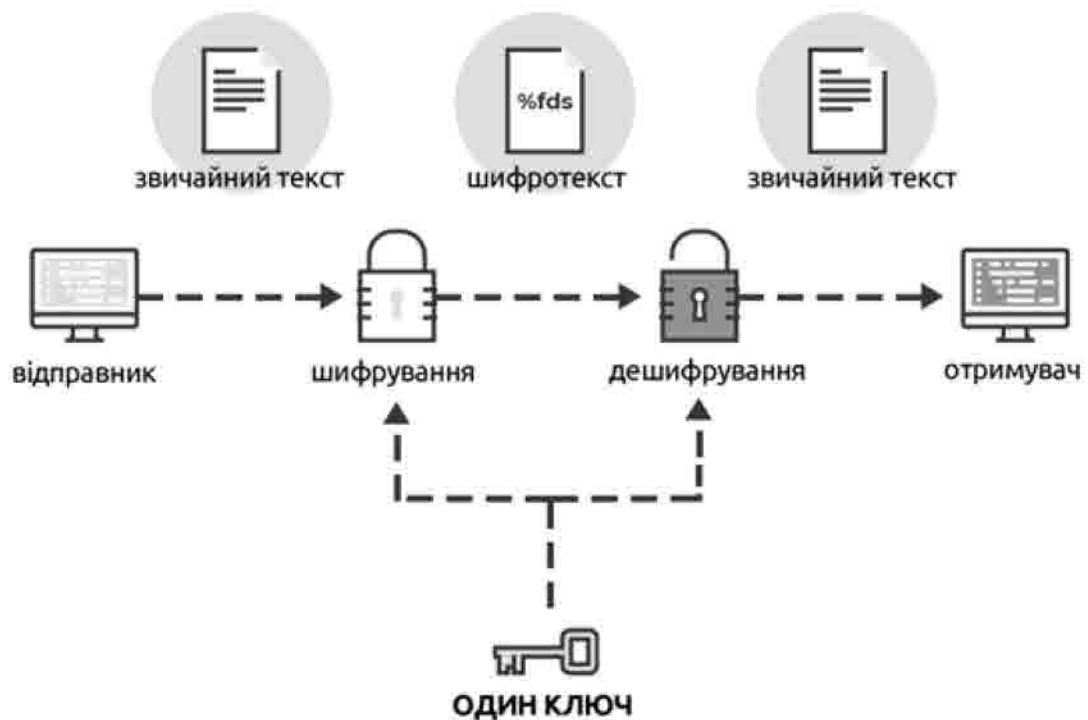 %fds
звичайний текст
шифротекст
звичайний текст
відправник
шифрування
дешифрування
отримувач
ОДИН КЛЮЧ